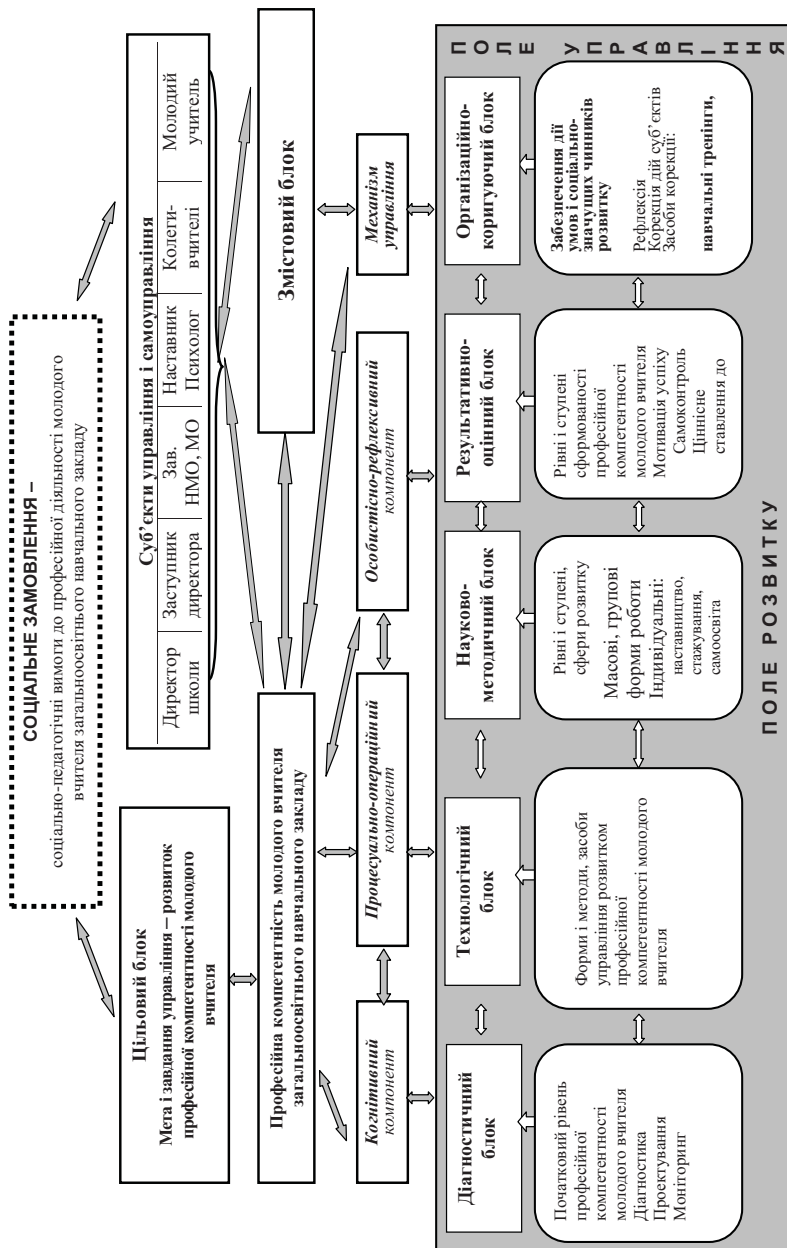 СОЦІАЛЬНЕ ЗАМОВЛЕННЯ –
соціально-педагогічні вимоги до професійної діяльності молодого
вчителя загальноосвітнього навчального закладу
Цільовий блок
Мета і завдання управління – розвиток
професійної компетентності молодого
вчителя
Суб’єкти управління і самоуправління
Директор
школи
Заступник
директора
Зав.
НМО, МО
Наставник
Психолог
Колеги-
вчителі
Молодий
учитель
Професійна компетентність молодого вчителя
загальноосвітнього навчального закладу
Змістовий блок
Когнітивний
компонент
Процесуально-операційний
компонент
Особистісно-рефлексивний
компонент
Механізм
управління
Діагностичний
блок
Технологічний
блок
Науково-
методичний блок
Результативно-
оцінний блок
Організаційно-
коригуючий блок
Початковий рівень
професійної
компетентності
молодого вчителя
Діагностика
Проектування
Моніторинг
Форми і методи, засоби
управління розвитком
професійної
компетентності молодого
вчителя
Рівні і ступені,
сфери розвитку
Масові, групові
форми роботи
Індивідуальні:
наставництво,
стажування,
самоосвіта
Рівні і ступені
сформованості
професійної
компетентності
молодого вчителя
Мотивація успіху
Самоконтроль
Ціннісне
ставлення до
Забезпечення дії
умов і соціально-
значущих чинників
розвитку
Рефлексія
Корекція дій суб’єктів
Засоби корекції:
навчальні тренінги,
ПОЛЕ УПРАВЛІННЯ
ПОЛЕ РОЗВИТКУ